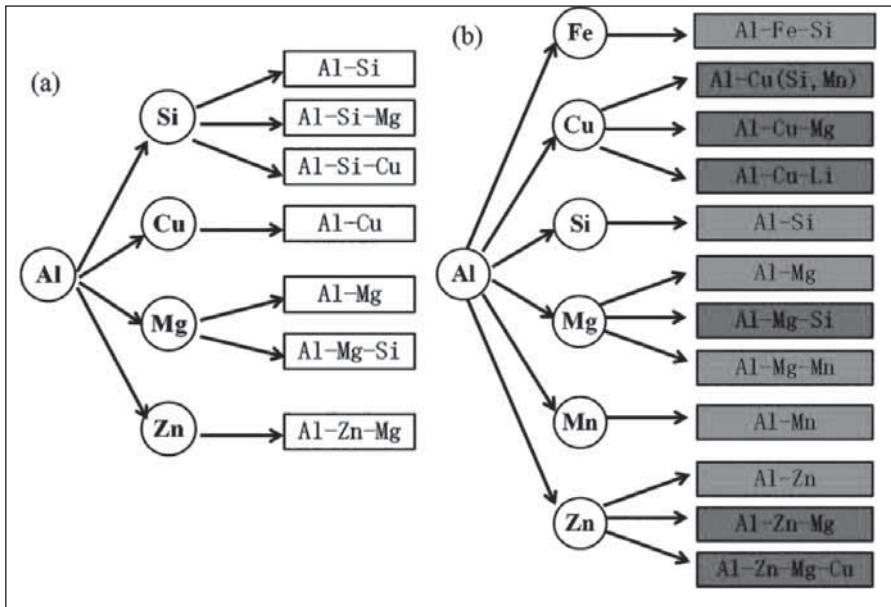 (a)
Al
Si
Cu
Mg
Zn
Al-Si
Al-Si-Mg
Al-Si-Cu
Al-Cu
Al-Mg
Al-Mg-Si
Al-Zn-Mg
(b)
Al
Fe
Cu
Si
Mg
Mn
Zn
Al-Fe-Si
Al-Cu(Si,Mn)
Al-Cu-Mg
Al-Cu-Li
Al-Si
Al-Mg
Al-Mg-Si
Al-Mg-Mn
Al-Mn
Al-Zn
Al-Zn-Mg
Al-Zn-Mg-Cu